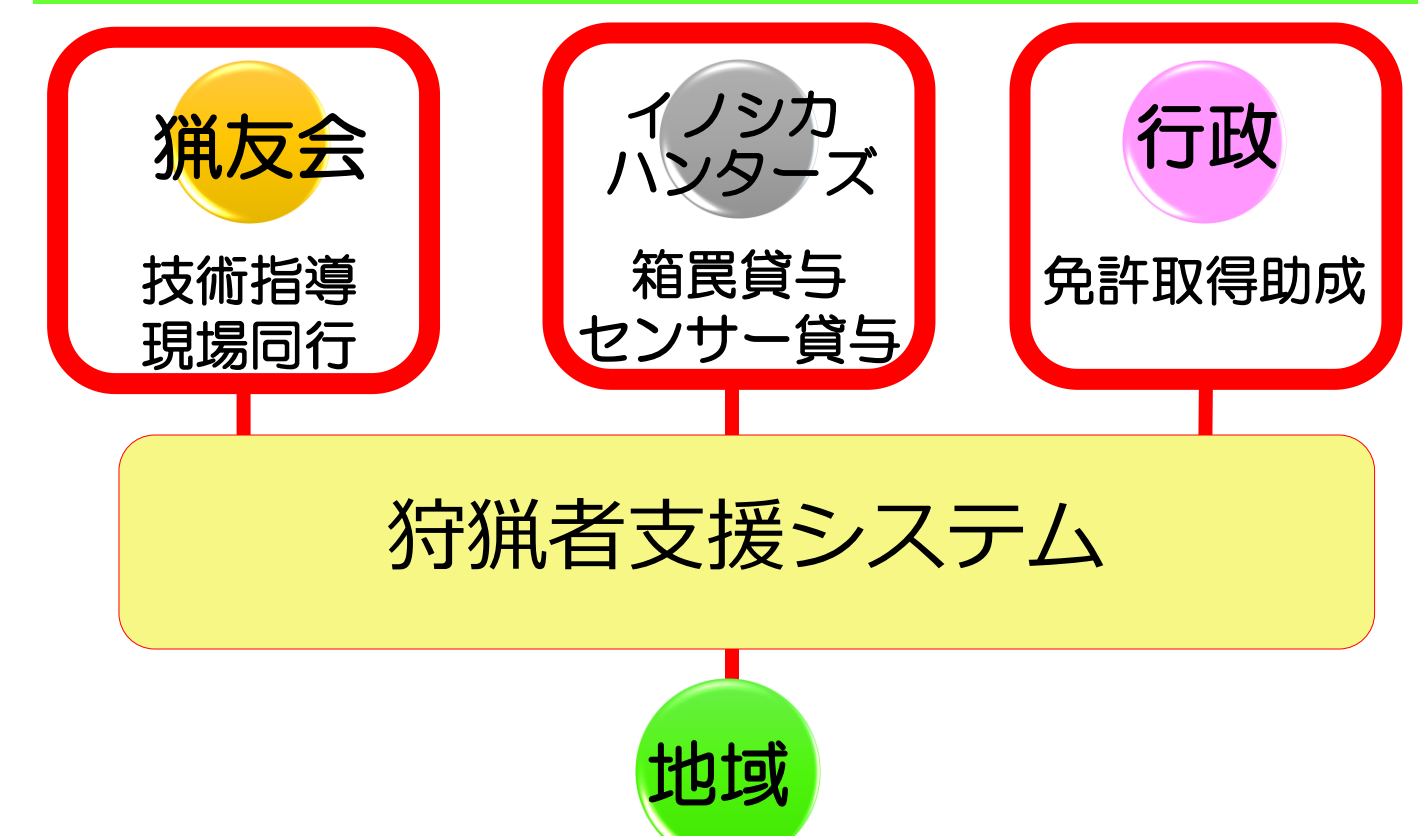 猟友会
技術指導
現場同行
イノシカ
ハンターズ
箱罠貸与
センサー貸与
行政
免許取得助成
狩猟者支援システム
地域